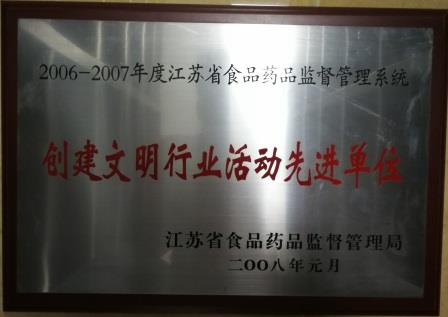 2006-2007年度江苏省食品药品监督管理系统
创建文明行业活动先进单位
江苏省食品药品监督管理局
二〇〇八年元月